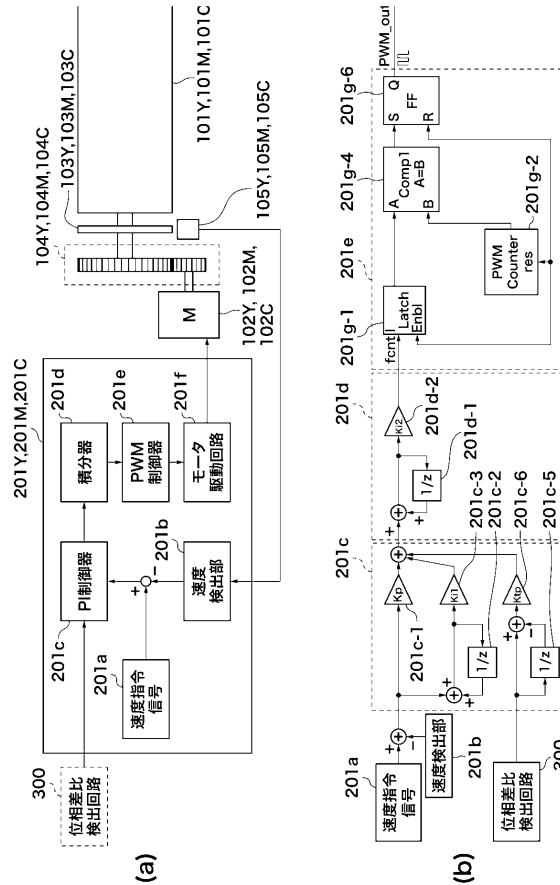 (a)
300
位相差比
検出回路
201Y,201M,201C
201c
PI制御器
201a
速度指令
信号
+
−
201b
速度
検出部
201d
積分器
201e
PWM
制御器
201f
モータ
駆動回路
M
102Y, 102M,
102C
104Y,104M,104C
103Y,103M,103C
105Y,105M,105C
101Y,101M,101C
(b)
201a
速度指令
信号
+
−
速度検出部
201b
位相差比
検出回路
300
201c
Kp
201c-1
Ki1
201c-3
+
+
1/z
201c-2
Ktp
201c-6
+
−
1/z
201c-5
201d
+
+
1/z
201d-1
Ki2
201d-2
201e
201g-1
fcnt
I
Latch
Enbl
201g-4
A
Comp1
A=B
B
201g-2
PWM
Counter
res
201g-6
S
Q
FF
R
PWM_out